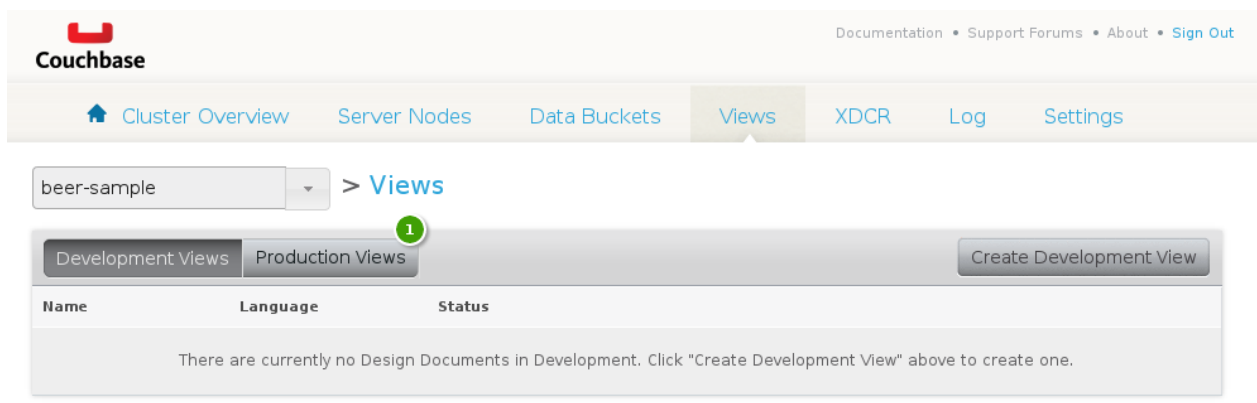 Couchbase
Documentation • Support Forums • About • Sign Out
Cluster Overview Server Nodes Data Buckets Views XDCR Log Settings
beer-sample > Views
1
Development Views Production Views Create Development View
Name Language Status
There are currently no Design Documents in Development. Click "Create Development View" above to create one.